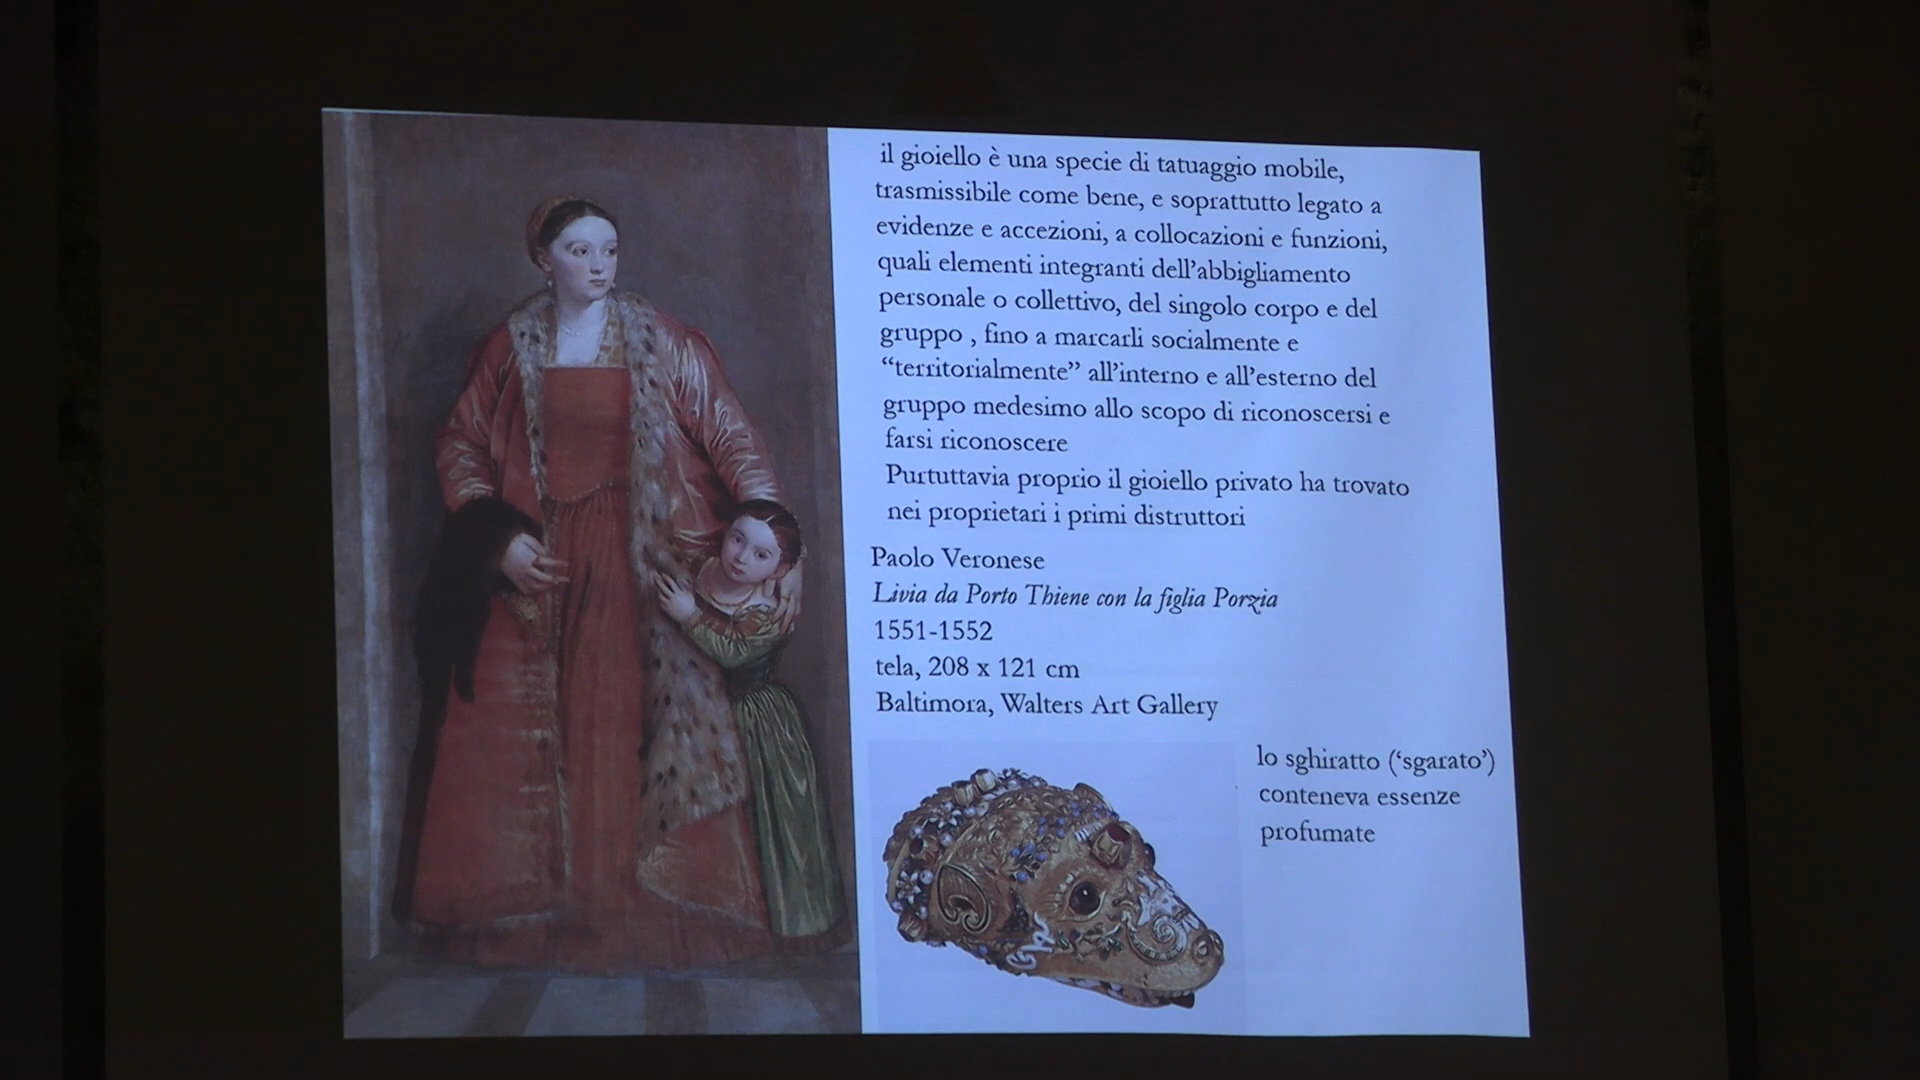 il gioiello è una specie di tatuaggio mobile,
trasmissibile come bene, e soprattutto legato a
evidenze e accezioni, a collocazioni e funzioni,
quali elementi integranti dell’abbigliamento
personale o collettivo, del singolo corpo e del
gruppo , fino a marcarli socialmente e
“territorialmente” all’interno e all’esterno del
gruppo medesimo allo scopo di riconoscersi e
farsi riconoscere
Purtuttavia proprio il gioiello privato ha trovato
nei proprietari i primi distruttori
Paolo Veronese
Livia da Porto Thiene con la figlia Porzia
1551-1552
tela, 208 x 121 cm
Baltimora, Walters Art Gallery
lo sghiratto (‘sgarato’)
conteneva essenze
profumate